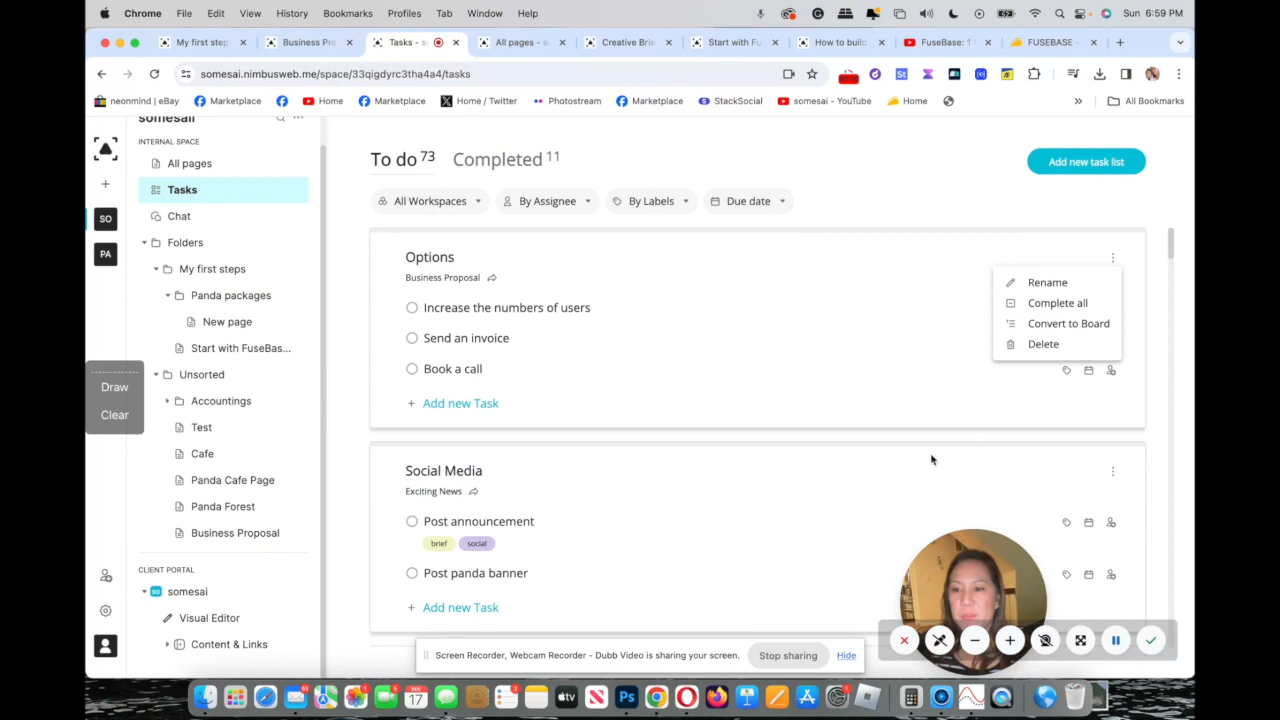 Chrome File Edit View History Bookmarks Profiles Tab Window Help
Sun 6:59 PM
My first steps
Business Pro
Tasks - s
All pages - s
Creative Brie
Start with Fu
How to build
FuseBase: 1
FUSEBASE -
somesai.nimbusweb.me/space/33qigdyrc3tha4a4/tasks
neonmind | eBay
Marketplace
Home
Marketplace
Home / Twitter
Photostream
Marketplace
StackSocial
somesai - YouTube
Home
All Bookmarks
somesaii
INTERNAL SPACE
All pages
Tasks
Chat
Folders
My first steps
Panda packages
New page
Start with FuseBas...
Unsorted
Accountings
Test
Cafe
Panda Cafe Page
Panda Forest
Business Proposal
CLIENT PORTAL
somesai
Visual Editor
Content & Links
SO
PA
Draw
Clear
To do 73
Completed 11
Add new task list
All Workspaces
By Assignee
By Labels
Due date
Options
Business Proposal
Increase the numbers of users
Send an invoice
Book a call
+ Add new Task
Rename
Complete all
Convert to Board
Delete
Social Media
Exciting News
Post announcement
brief
social
Post panda banner
+ Add new Task
Screen Recorder, Webcam Recorder - Dubb Video is sharing your screen.
Stop sharing
Hide